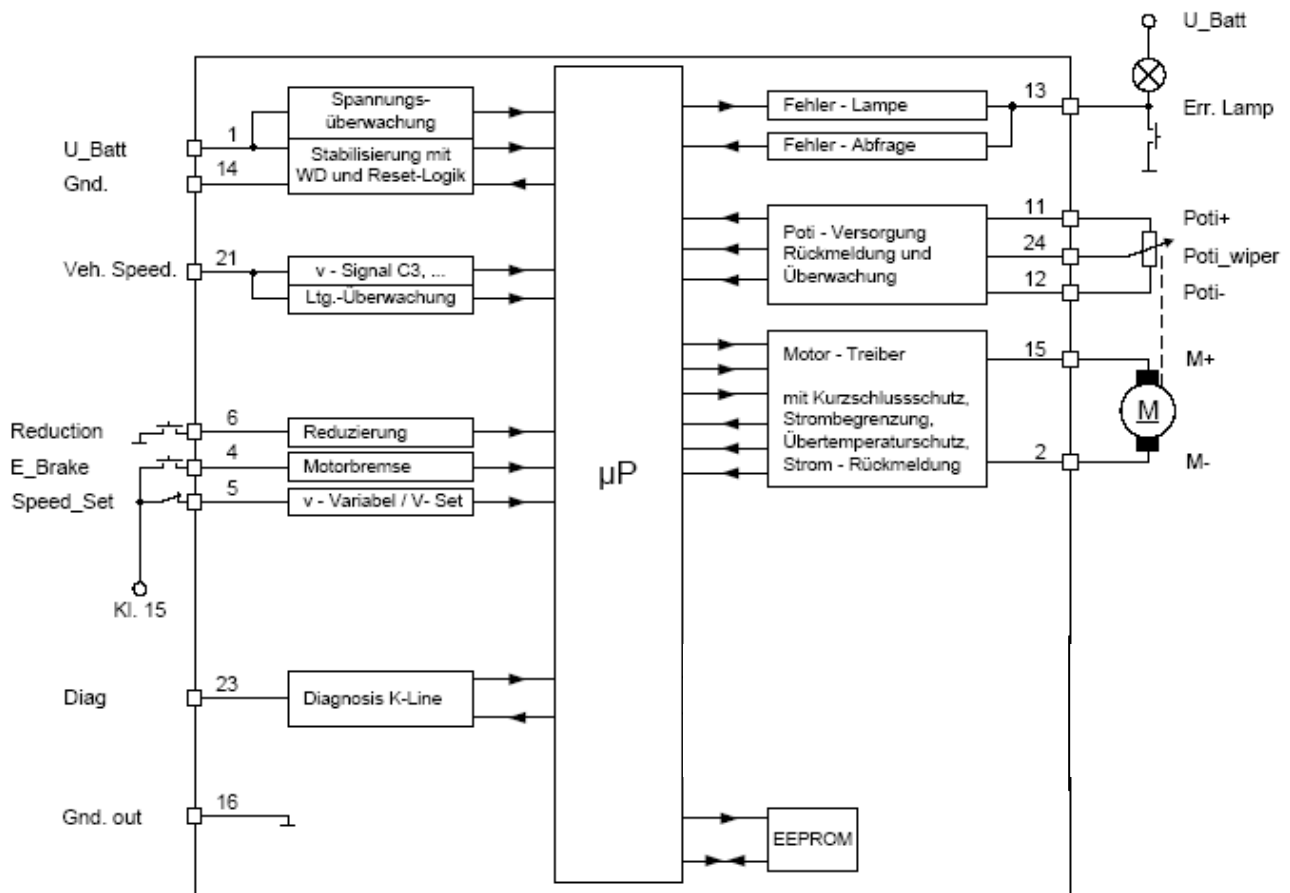 U_Batt
13
Spannungs-
überwachung
Fehler - Lampe
Err. Lamp
1
U_Batt
Stabilisierung mit
WD und Reset-Logik
Fehler - Abfrage
14
Gnd.
11
Poti - Versorgung
Rückmeldung und
Überwachung
Poti+
24
Poti_wiper
12
Poti-
21
Veh. Speed.
v - Signal C3, ...
Ltg.-Überwachung
Motor - Treiber
mit Kurzschlussschutz,
Strombegrenzung,
Übertemperaturschutz,
Strom - Rückmeldung
15
M+
M
2
M-
Reduction
6
Reduzierung
E_Brake
4
Motorbremse
Speed_Set
5
v - Variabel / V- Set
µP
Kl. 15
Diag
23
Diagnosis K-Line
Gnd. out
16
EEPROM